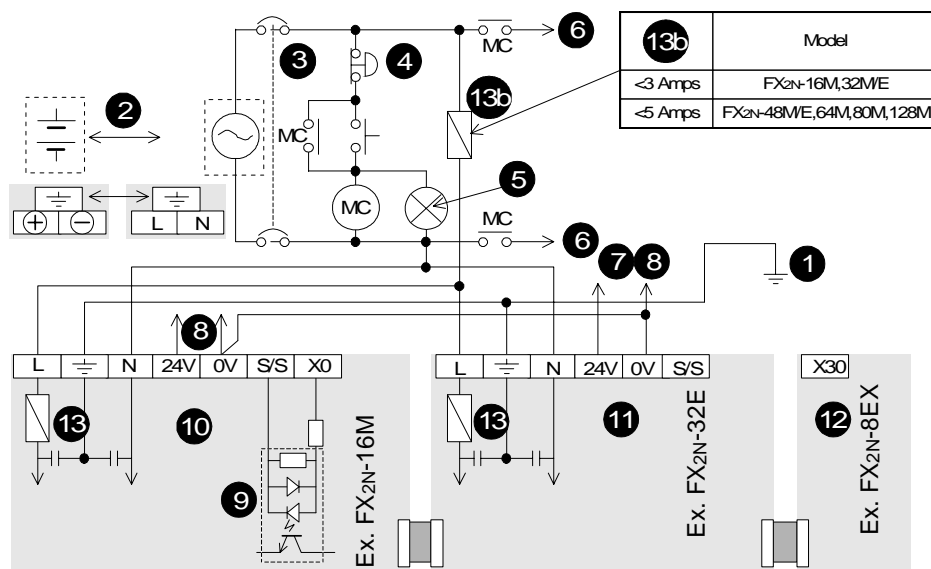 MC
6
13b
Model
<3 Amps
FX2N-16M,32M/E
<5 Amps
FX2N-48M/E,64M,80M,128M
3
4
13b
2
MC
5
MC
MC
6
7
8
1
L
N
8
L
N
24V
0V
S/S
X0
L
N
24V
0V
S/S
X30
13
10
13
11
12
9
Ex. FX2N-16M
Ex. FX2N-32E
Ex. FX2N-8EX